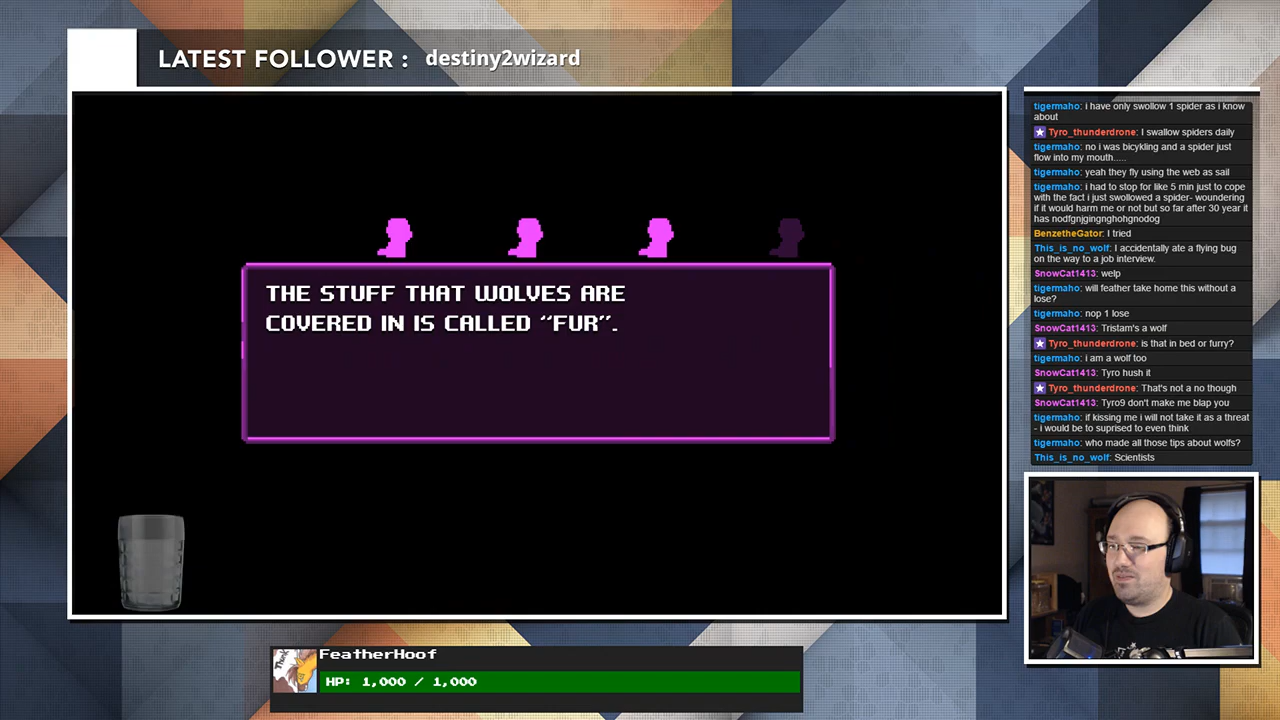 LATEST FOLLOWER : destiny2wizard
THE STUFF THAT WOLVES ARE
COVERED IN IS CALLED “FUR”.
tigermaho: i have only swollow 1 spider as i know
about
Tyro_thunderdrone: I swallow spiders daily
tigermaho: no i was bicykling and a spider just
flow into my mouth.....
tigermaho: yeah they fly using the web as sail
tigermaho: i had to stop for like 5 min just to cope
with the fact i just swollowed a spider- woundering
if it would harm me or not but so far after 30 year it
has nodfgnjgingnghohgnodog
BenzetheGator: I tried
This_is_no_wolf: I accidentally ate a flying bug
on the way to a job interview.
SnowCat1413: welp
tigermaho: will feather take home this without a
lose?
tigermaho: nop 1 lose
SnowCat1413: Tristam's a wolf
Tyro_thunderdrone: is that in bed or furry?
tigermaho: i am a wolf too
SnowCat1413: Tyro hush it
Tyro_thunderdrone: That's not a no though
SnowCat1413: Tyro9 don't make me blap you
tigermaho: if kissing me i will not take it as a threat
- i would be to suprised to even think
tigermaho: who made all those tips about wolfs?
This_is_no_wolf: Scientists
FeatherHoof
HP: 1,000 / 1,000